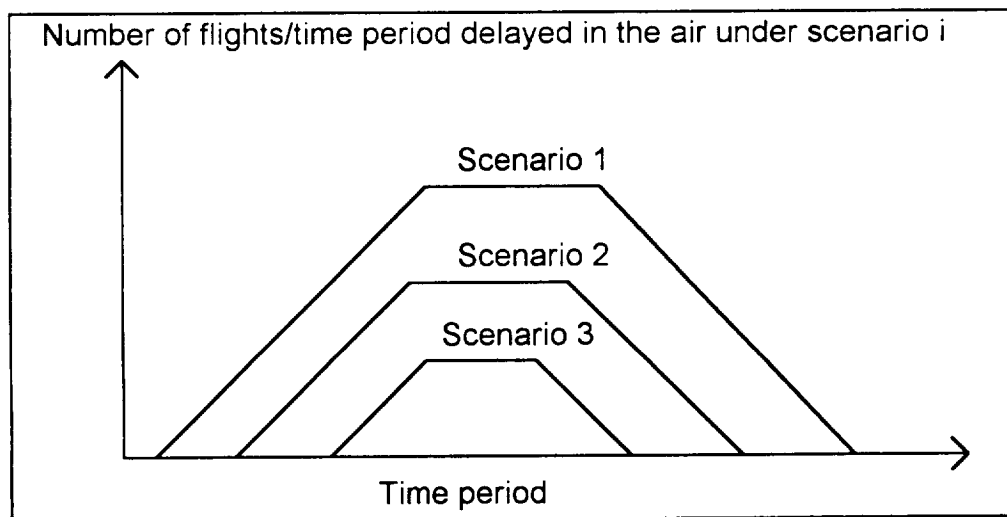 Number of flights/time period delayed in the air under scenario i
Scenario 1
Scenario 2
Scenario 3
Time period